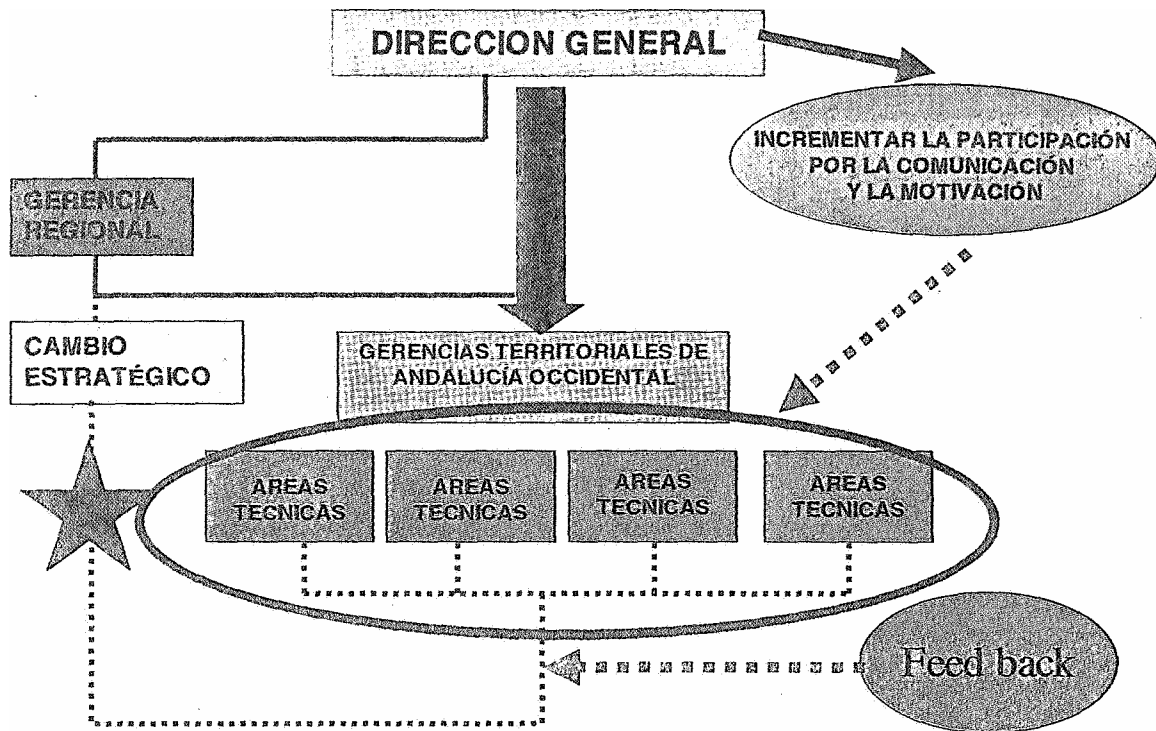 DIRECCION GENERAL
INCREMENTAR LA PARTICIPACIÓN
POR LA COMUNICACIÓN
Y LA MOTIVACIÓN
GERENCIA
REGIONAL
CAMBIO
ESTRATÉGICO
GERENCIAS TERRITORIALES DE
ANDALUCÍA OCCIDENTAL
AREAS
TECNICAS
AREAS
TECNICAS
AREAS
TECNICAS
AREAS
TECNICAS
Feed back